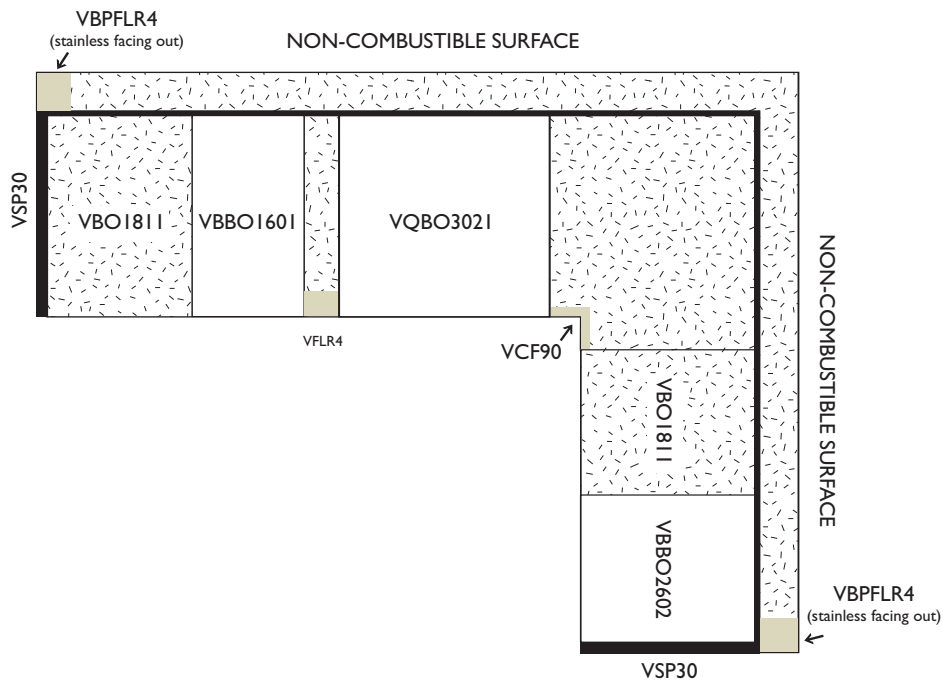 VBPFLR4
(stainless facing out)
NON-COMBUSTIBLE SURFACE
VSP30
VBO1811
VBBO1601
VQBO3021
VFLR4
VCF90
VBO1811
NON-COMBUSTIBLE SURFACE
VBBO2602
VBPFLR4
(stainless facing out)
VSP30